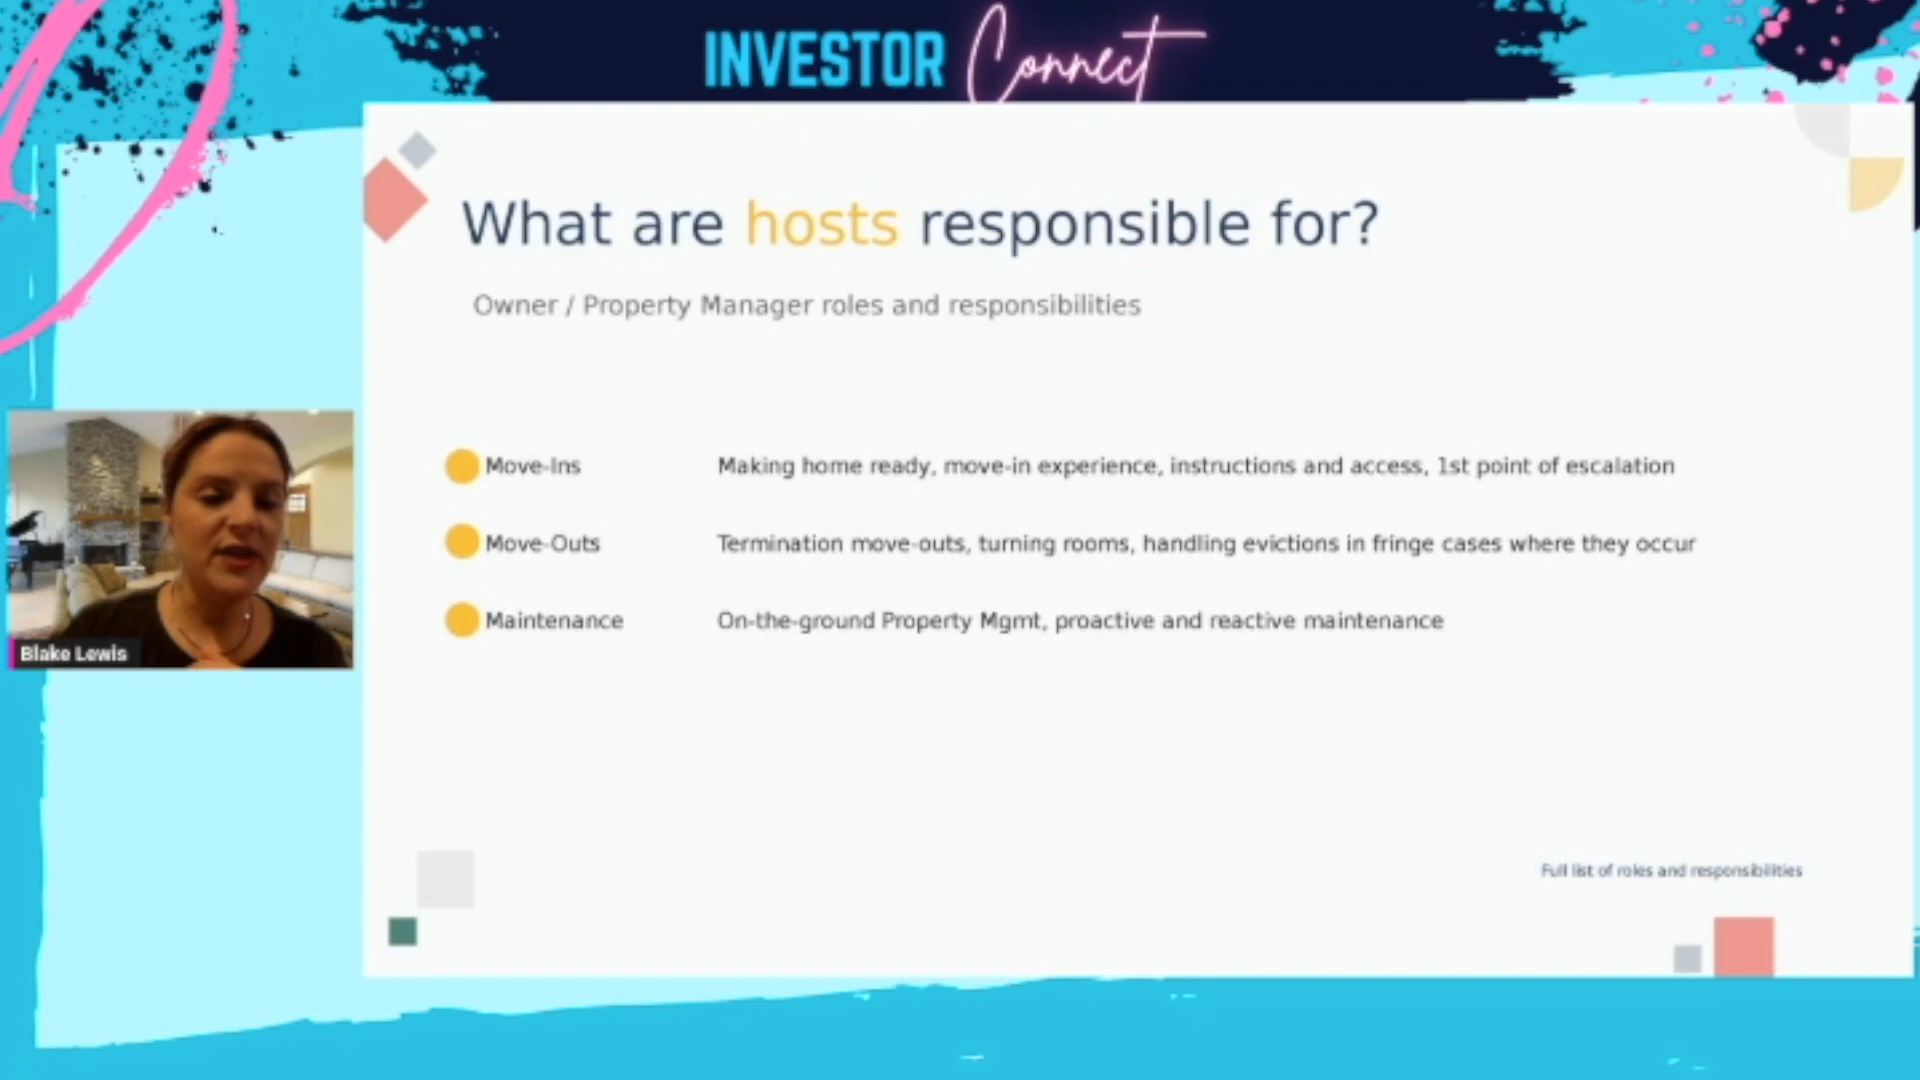 INVESTOR Connect
What are hosts responsible for?
Owner / Property Manager roles and responsibilities
Move-Ins Making home ready, move-in experience, instructions and access, 1st point of escalation
Move-Outs Termination move-outs, turning rooms, handling evictions in fringe cases where they occur
Maintenance On-the-ground Property Mgmt, proactive and reactive maintenance
Blake Lewis
Full list of roles and responsibilities